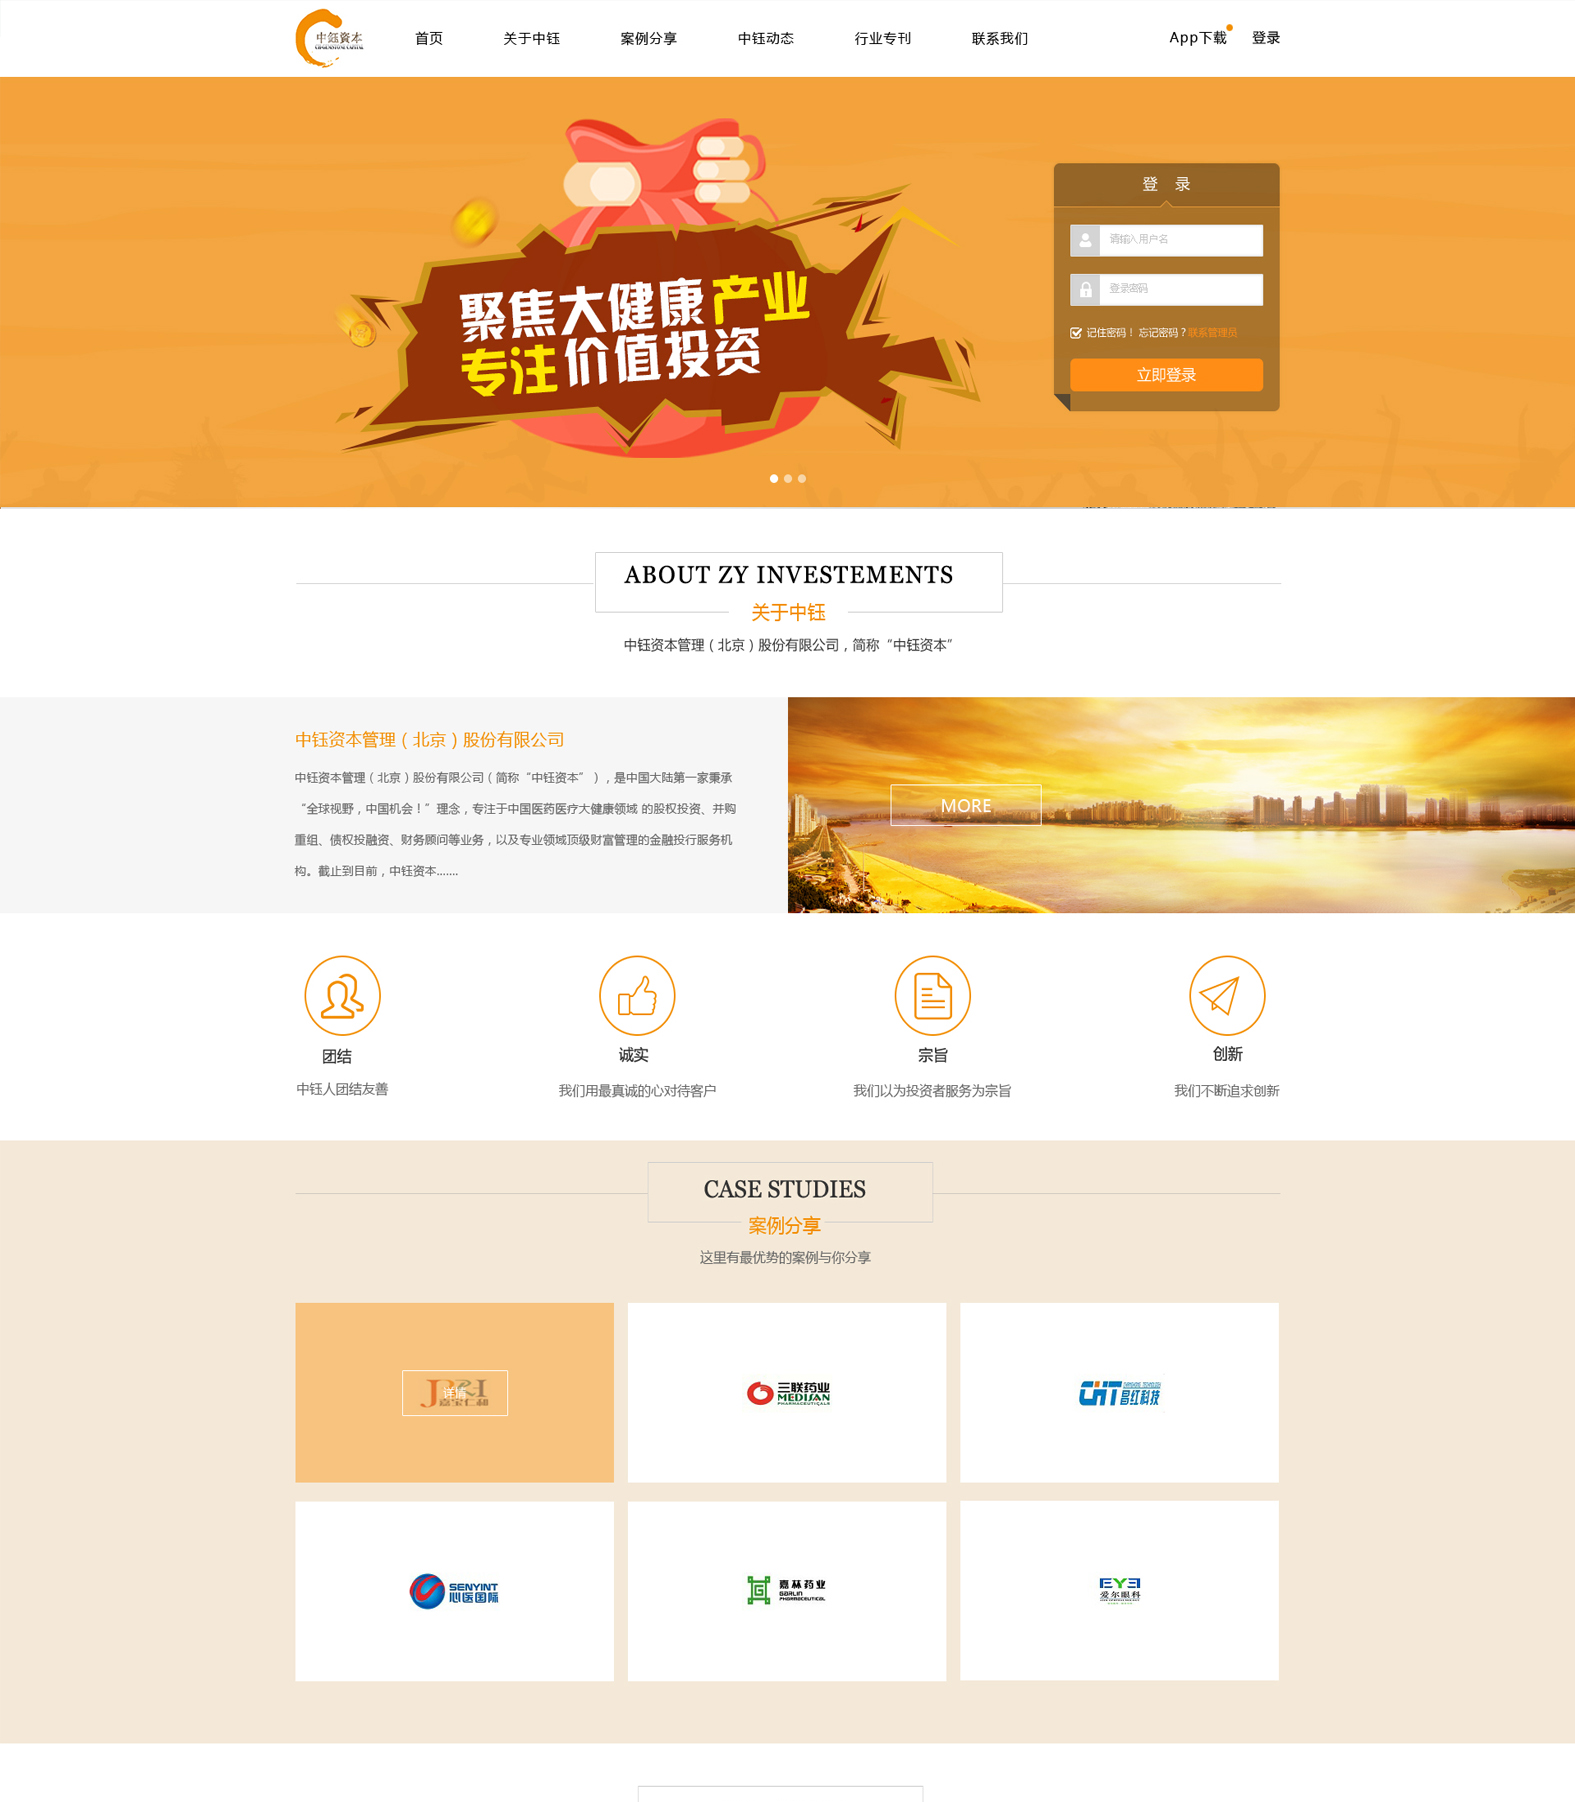 中鈺資本
首页
关于中钰
案例分享
中钰动态
行业专刊
联系我们
App下载
登录
聚焦大健康产业
专注价值投资
登 录
请输入用户名
登录密码
记住密码！ 忘记密码？联系管理员
立即登录
ABOUT ZY INVESTEMENTS
关于中钰
中钰资本管理（北京）股份有限公司，简称“中钰资本”
中钰资本管理（北京）股份有限公司
中钰资本管理（北京）股份有限公司（简称“中钰资本” ），是中国大陆第一家秉承
“全球视野，中国机会！”理念，专注于中国医药医疗大健康领域 的股权投资、并购
重组、债权投融资、财务顾问等业务，以及专业领域顶级财富管理的金融投行服务机
构。截止到目前，中钰资本.......
MORE
团结
中钰人团结友善
诚实
我们用最真诚的心对待客户
宗旨
我们以为投资者服务为宗旨
创新
我们不断追求创新
CASE STUDIES
案例分享
这里有最优势的案例与你分享
详情
嘉宝仁和
三联药业
MEDISAN
PHARMACEUTICALS
昌红科技
SENYINT
心医国际
嘉林药业
GARLIN
PHARMACEUTICAL
EYE
爱尔眼科